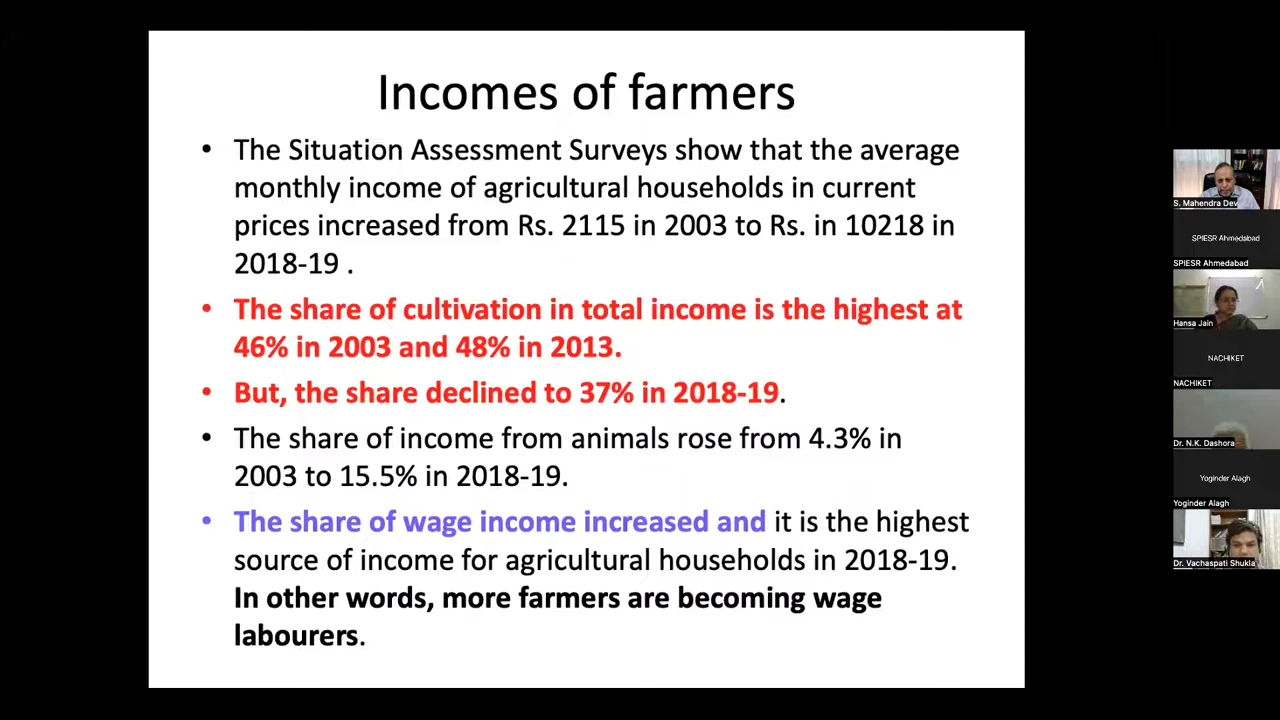 Incomes of farmers
• The Situation Assessment Surveys show that the average
monthly income of agricultural households in current
prices increased from Rs. 2115 in 2003 to Rs. in 10218 in
2018-19 .
• The share of cultivation in total income is the highest at
46% in 2003 and 48% in 2013.
• But, the share declined to 37% in 2018-19.
• The share of income from animals rose from 4.3% in
2003 to 15.5% in 2018-19.
• The share of wage income increased and it is the highest
source of income for agricultural households in 2018-19.
In other words, more farmers are becoming wage
labourers.
S. Mahendra Dev
SPIESR Ahmedabad
SPIESR Ahmedabad
Hansa Jain
NACHIKET
NACHIKET
Dr. N.K. Dashora
Yoginder Alagh
Yoginder Alagh
Dr. Vachaspati Shukla